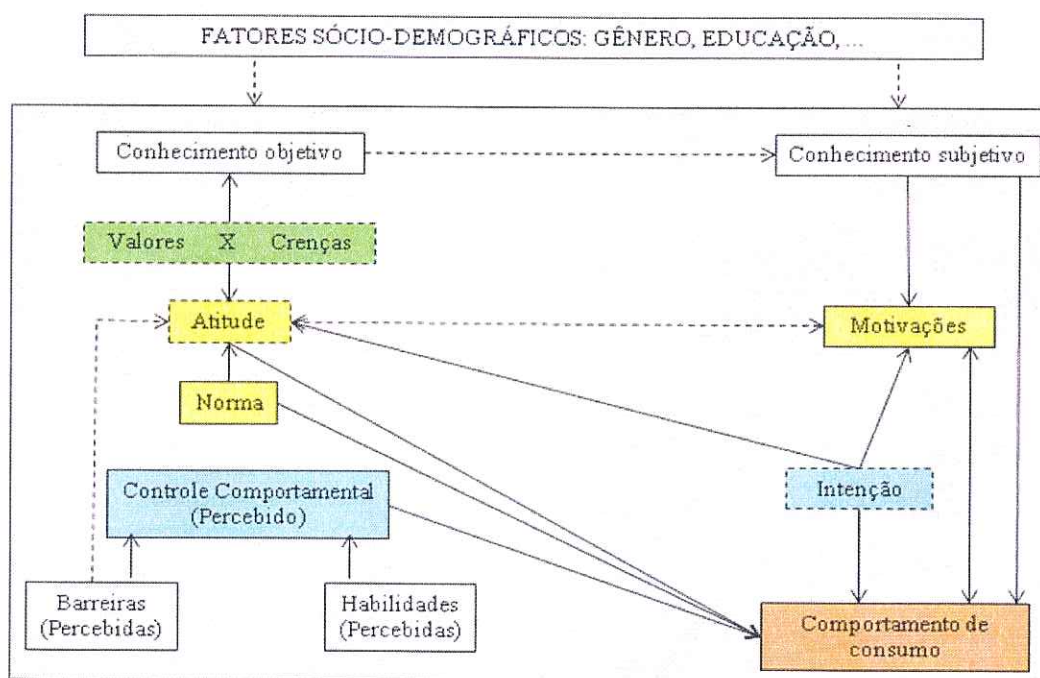 FATORES SÓCIO-DEMOGRÁFICOS: GÊNERO, EDUCAÇÃO, ...
Conhecimento objetivo
Conhecimento subjetivo
Valores X Crenças
Atitude
Motivações
Norma
Controle Comportamental
(Percebido)
Intenção
Barreiras
(Percebidas)
Habilidades
(Percebidas)
Comportamento de
consumo